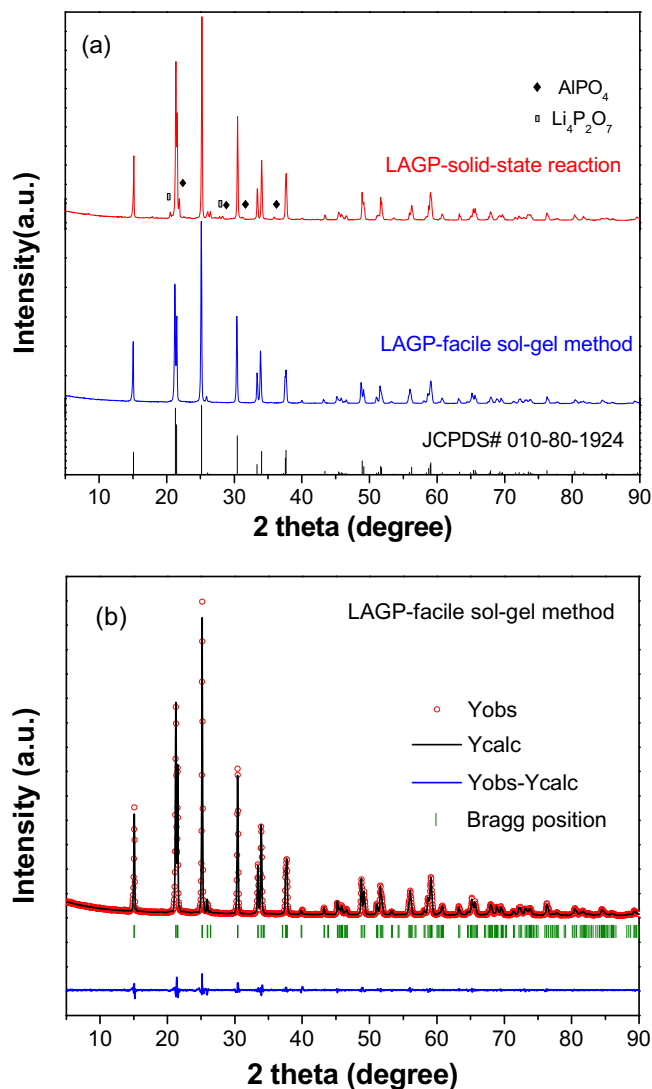 (a)
AlPO4
Li4P2O7
LAGP-solid-state reaction
LAGP-facile sol-gel method
JCPDS# 010-80-1924
Intensity(a.u.)
10 20 30 40 50 60 70 80 90
2 theta (degree)
(b)
LAGP-facile sol-gel method
Yobs
Ycalc
Yobs-Ycalc
Bragg position
Intensity (a.u.)
10 20 30 40 50 60 70 80 90
2 theta (degree)